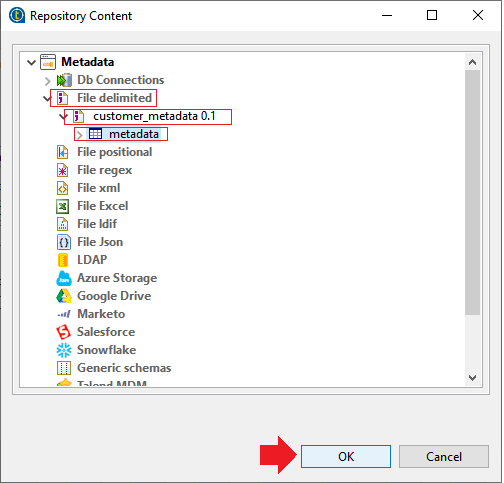 Repository Content
Metadata
Db Connections
File delimited
customer_metadata 0.1
metadata
File positional
File regex
File xml
File Excel
File ldif
File Json
LDAP
Azure Storage
Google Drive
Marketo
Salesforce
Snowflake
Generic schemas
Talend MDM
OK
Cancel